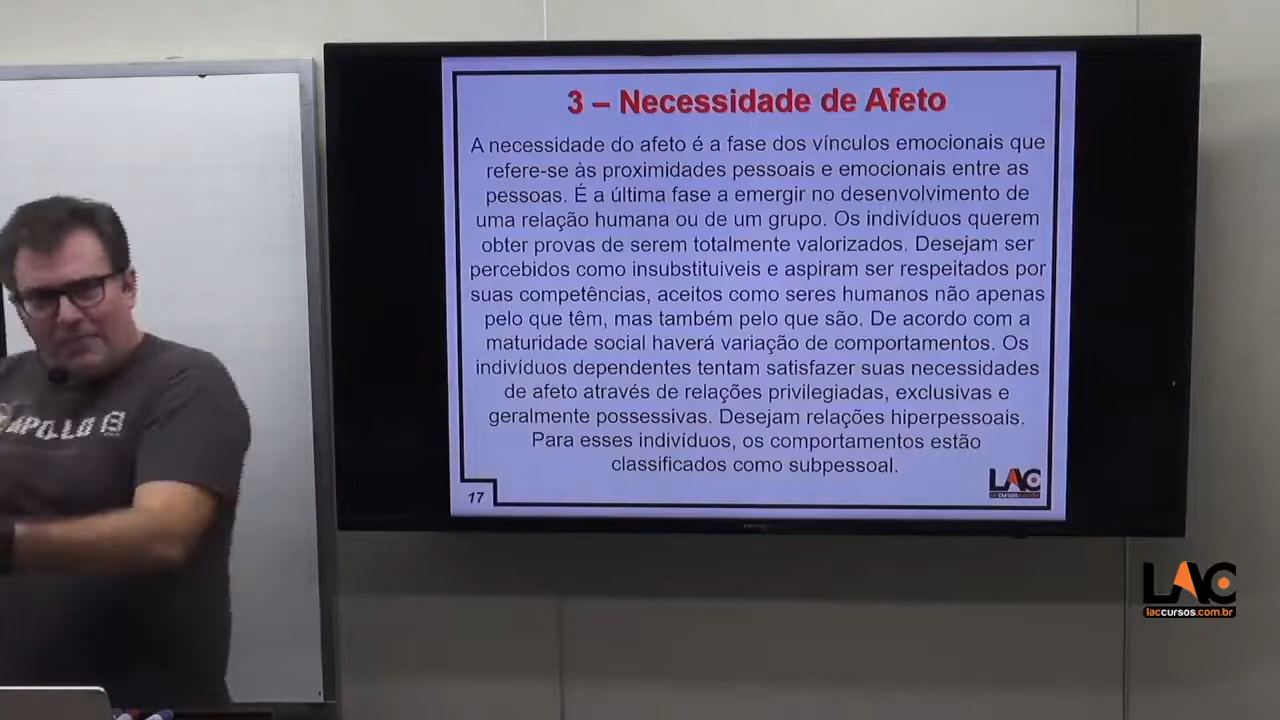 3 – Necessidade de Afeto
A necessidade do afeto é a fase dos vínculos emocionais que
refere-se às proximidades pessoais e emocionais entre as
pessoas. É a última fase a emergir no desenvolvimento de
uma relação humana ou de um grupo. Os indivíduos querem
obter provas de serem totalmente valorizados. Desejam ser
percebidos como insubstituiveis e aspiram ser respeitados por
suas competências, aceitos como seres humanos não apenas
pelo que têm, mas também pelo que são. De acordo com a
maturidade social haverá variação de comportamentos. Os
indivíduos dependentes tentam satisfazer suas necessidades
de afeto através de relações privilegiadas, exclusivas e
geralmente possessivas. Desejam relações hiperpessoais.
Para esses indivíduos, os comportamentos estão
classificados como subpessoal.
17
LAC
APOLLO 13
LAC
laccursos.com.br